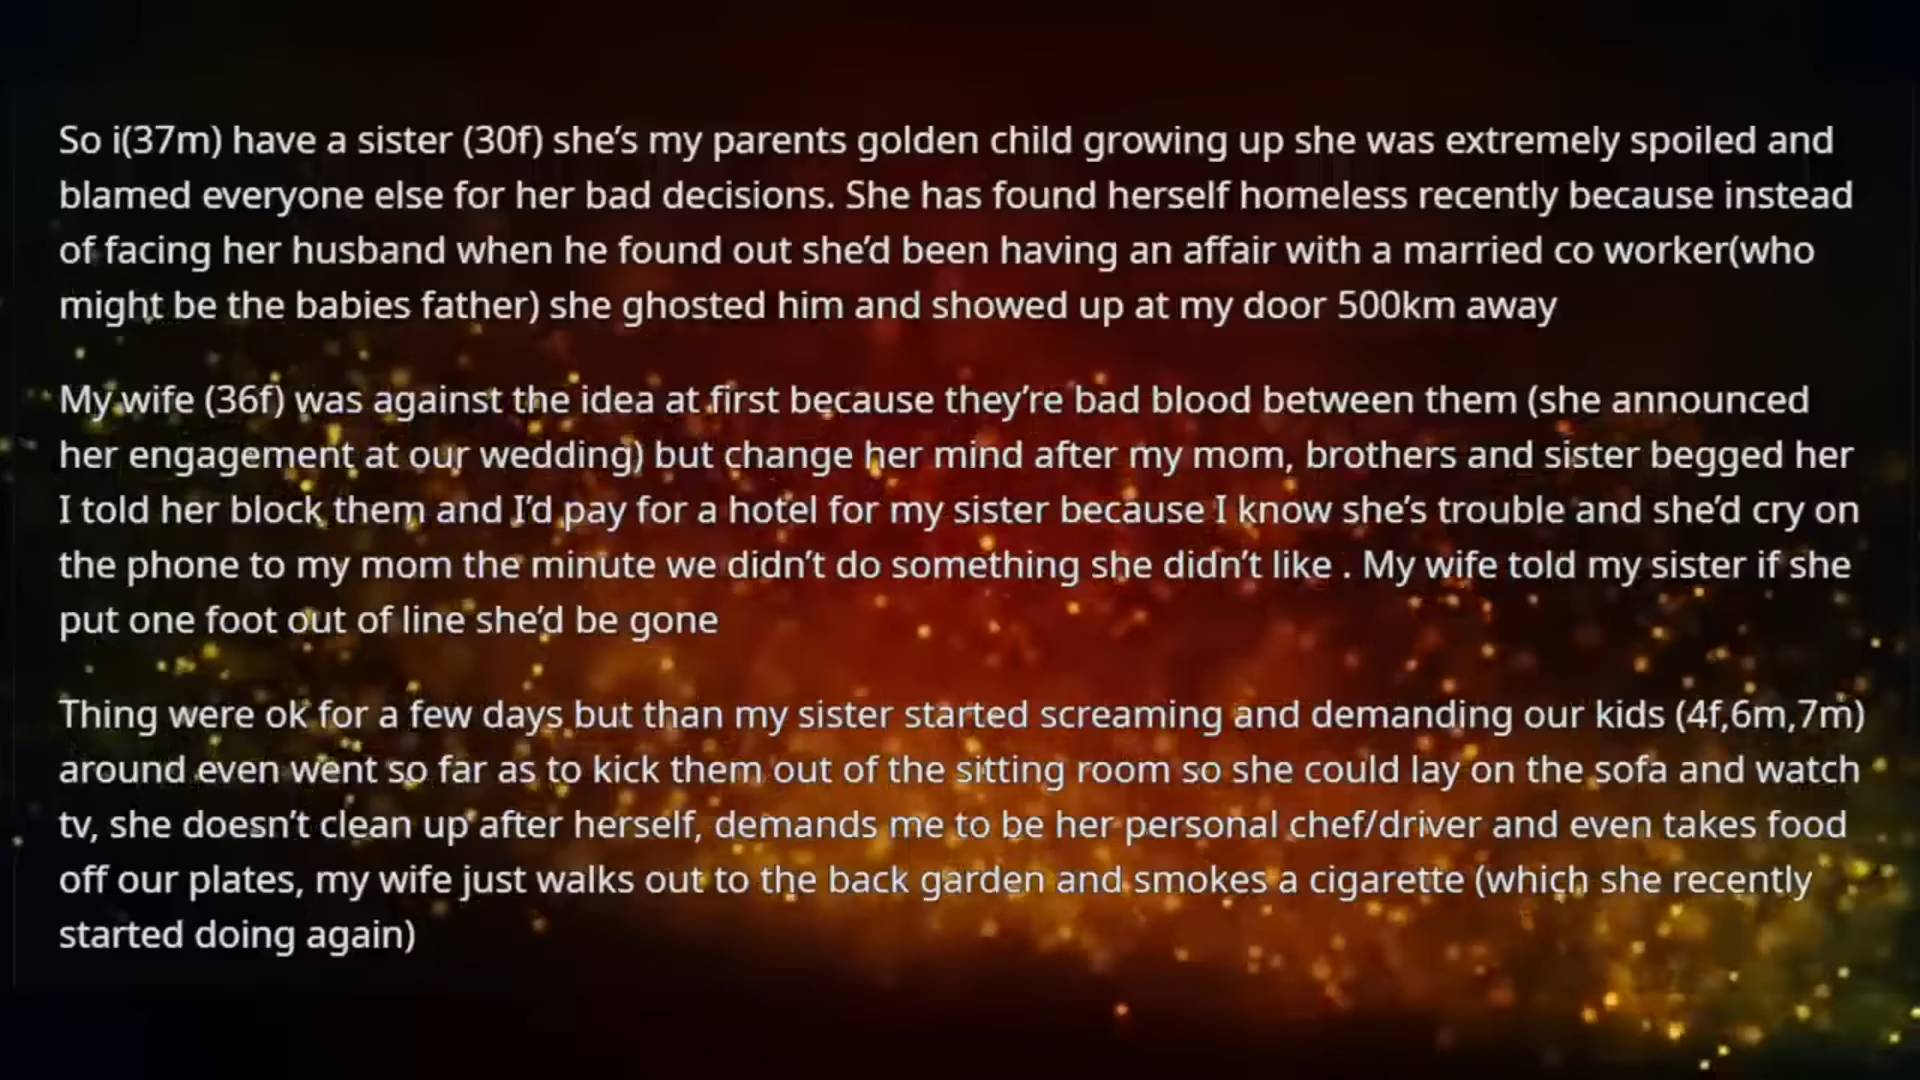 So i(37m) have a sister (30f) she’s my parents golden child growing up she was extremely spoiled and
blamed everyone else for her bad decisions. She has found herself homeless recently because instead
of facing her husband when he found out she’d been having an affair with a married co worker(who
might be the babies father) she ghosted him and showed up at my door 500km away
My wife (36f) was against the idea at first because they’re bad blood between them (she announced
her engagement at our wedding) but change her mind after my mom, brothers and sister begged her
I told her block them and I’d pay for a hotel for my sister because I know she’s trouble and she’d cry on
the phone to my mom the minute we didn’t do something she didn’t like . My wife told my sister if she
put one foot out of line she’d be gone
Thing were ok for a few days but than my sister started screaming and demanding our kids (4f,6m,7m)
around even went so far as to kick them out of the sitting room so she could lay on the sofa and watch
tv, she doesn’t clean up after herself, demands me to be her personal chef/driver and even takes food
off our plates, my wife just walks out to the back garden and smokes a cigarette (which she recently
started doing again)